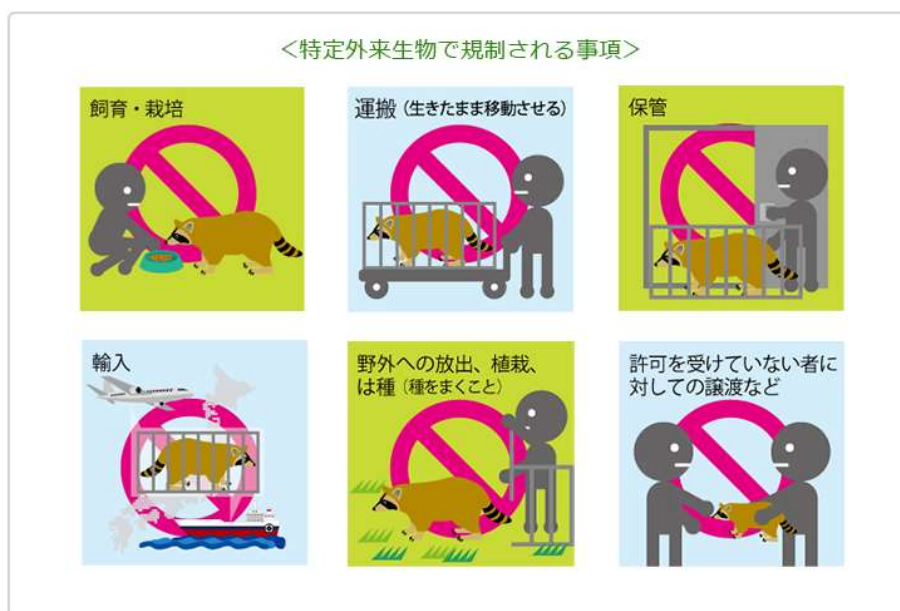 ＜特定外来生物で規制される事項＞
飼育・栽培
運搬（生きたまま移動させる）
保管
輸入
野外への放出、植栽、
は種（種をまくこと）
許可を受けていない者に
対しての譲渡など